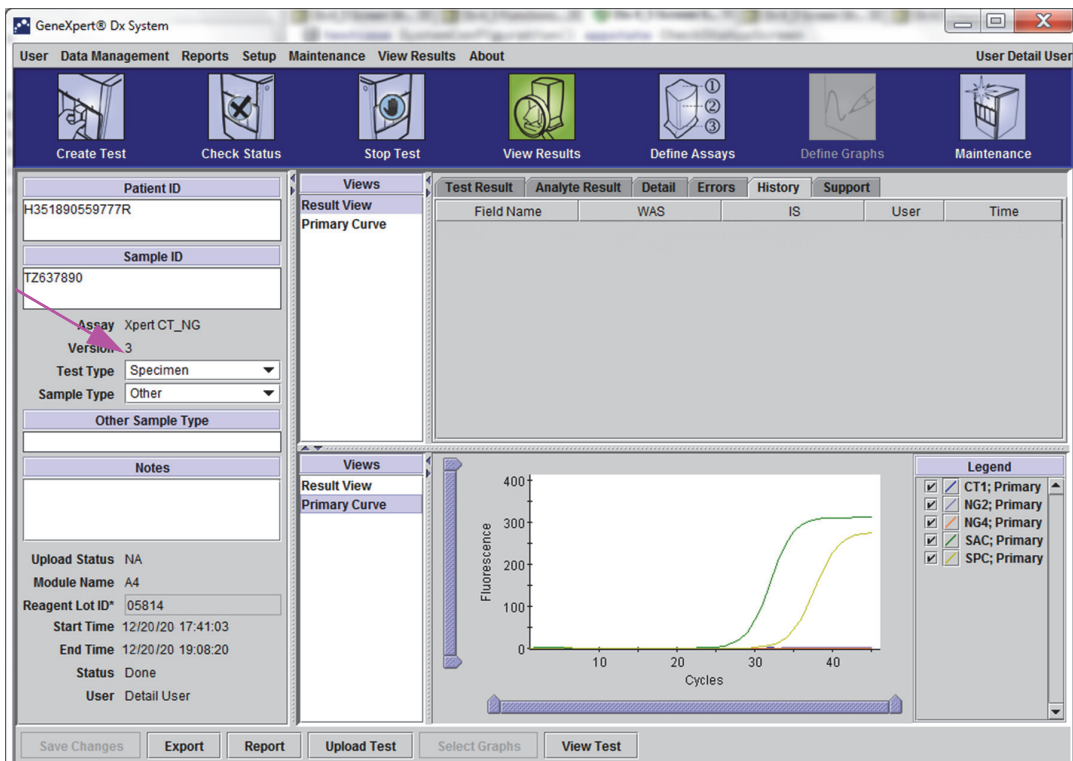 GeneXpert® Dx System
User Data Management Reports Setup Maintenance View Results About User Detail User
Create Test Check Status Stop Test View Results Define Assays Define Graphs Maintenance
1
2
3
Patient ID
H351890559777R
Sample ID
TZ637890
Assay Xpert CT_NG
Version 3
Test Type Specimen
Sample Type Other
Other Sample Type
Notes
Upload Status NA
Module Name A4
Reagent Lot ID* 05814
Start Time 12/20/20 17:41:03
End Time 12/20/20 19:08:20
Status Done
User Detail User
Views
Result View
Primary Curve
Test Result Analyte Result Detail Errors History Support
Field Name WAS IS User Time
Views
Result View
Primary Curve
400
300
200
100
0
Fluorescence
10 20 30 40
Cycles
Legend
CT1; Primary
NG2; Primary
NG4; Primary
SAC; Primary
SPC; Primary
Save Changes Export Report Upload Test Select Graphs View Test